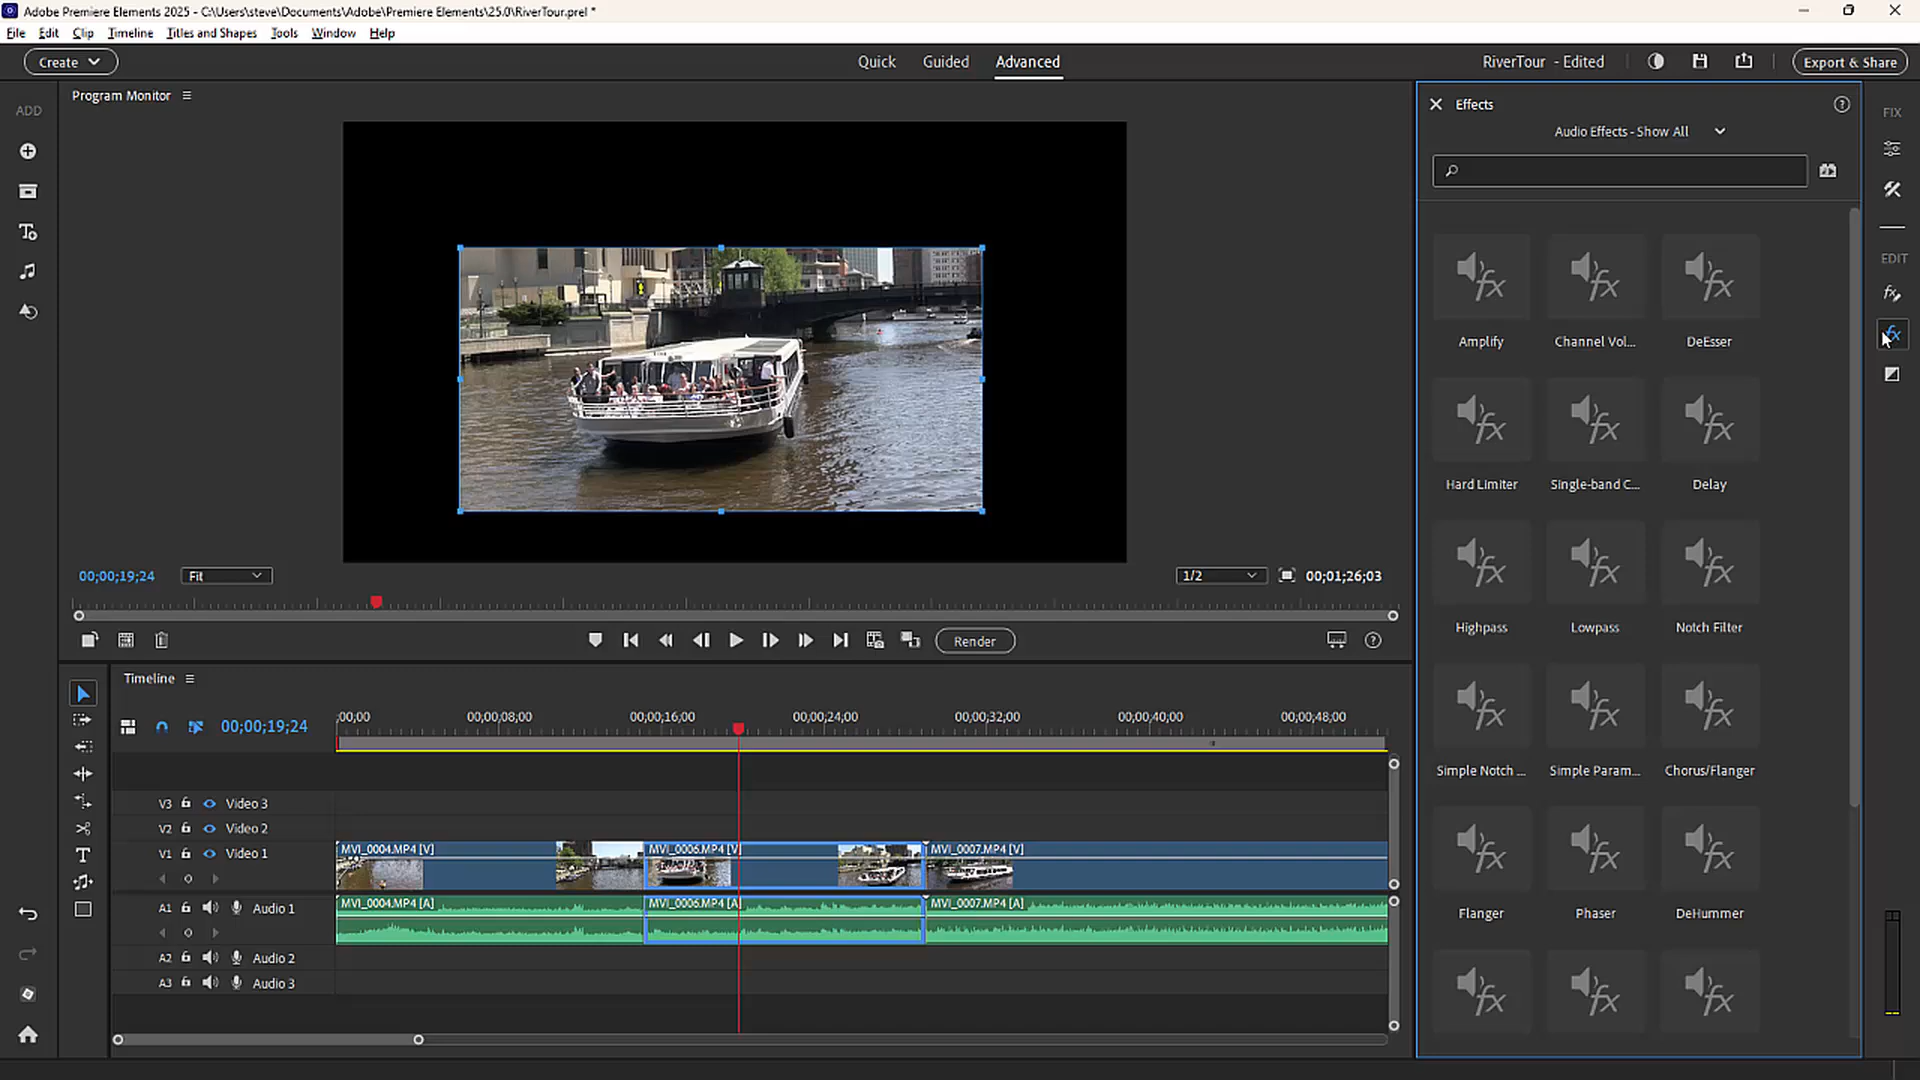 Adobe Premiere Elements 2025 - C:\Users\steve\Documents\Adobe\Premiere Elements\25.0\RiverTour.prel *
File Edit Clip Timeline Titles and Shapes Tools Window Help
Create Quick Guided Advanced RiverTour - Edited Export & Share
ADD
Program Monitor
Effects
FIX
Audio Effects - Show All
EDIT
Amplify Channel Vol... DeEsser
Hard Limiter Single-band C... Delay
Highpass Lowpass Notch Filter
Simple Notch ... Simple Param... Chorus/Flanger
Flanger Phaser DeHummer
00;00;19;24 Fit 1/2 00;01;26;03
Render
Timeline
00;00;19;24
;00;00 00;00;08;00 00;00;16;00 00;00;24;00 00;00;32;00 00;00;40;00 00;00;48;00
V3 Video 3
V2 Video 2
V1 Video 1
MVI_0004.MP4 [V] MVI_0006.MP4 [V] MVI_0007.MP4 [V]
A1 Audio 1
MVI_0004.MP4 [A] MVI_0006.MP4 [A] MVI_0007.MP4 [A]
A2 Audio 2
A3 Audio 3